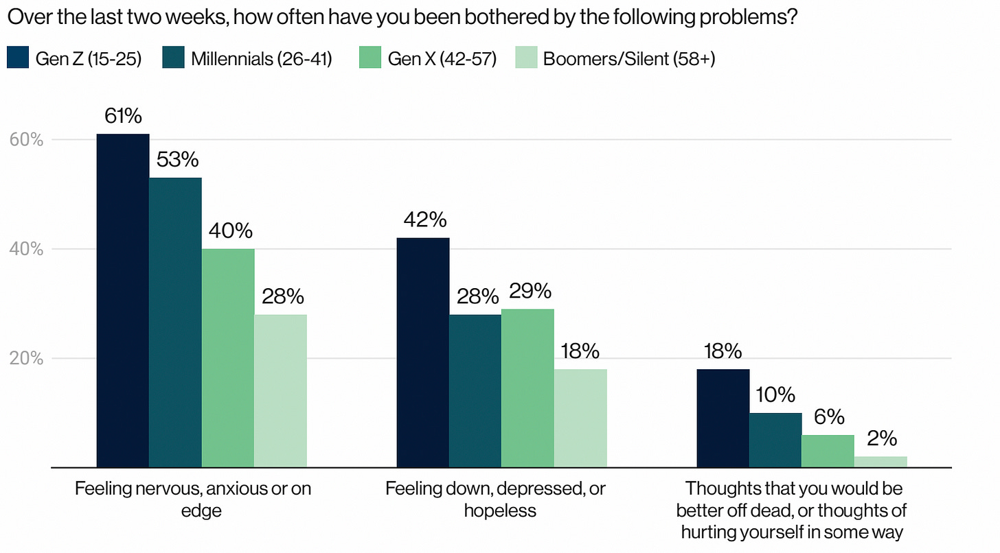 Over the last two weeks, how often have you been bothered by the following problems?
Gen Z (15-25) Millennials (26-41) Gen X (42-57) Boomers/Silent (58+)
61%
60%
53%
42%
40%
40%
28%
28%
29%
20%
18%
18%
10%
6%
2%
Feeling nervous, anxious or on
edge
Feeling down, depressed, or
hopeless
Thoughts that you would be
better off dead, or thoughts of
hurting yourself in some way